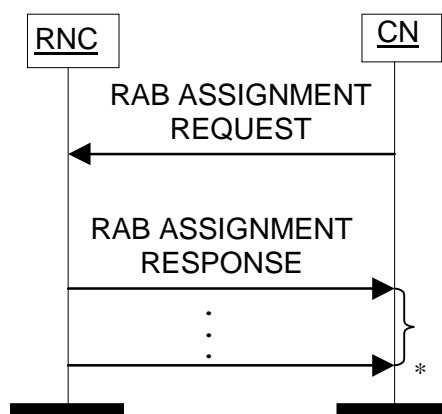 RNC
CN
RAB ASSIGNMENT
REQUEST
RAB ASSIGNMENT
RESPONSE
*